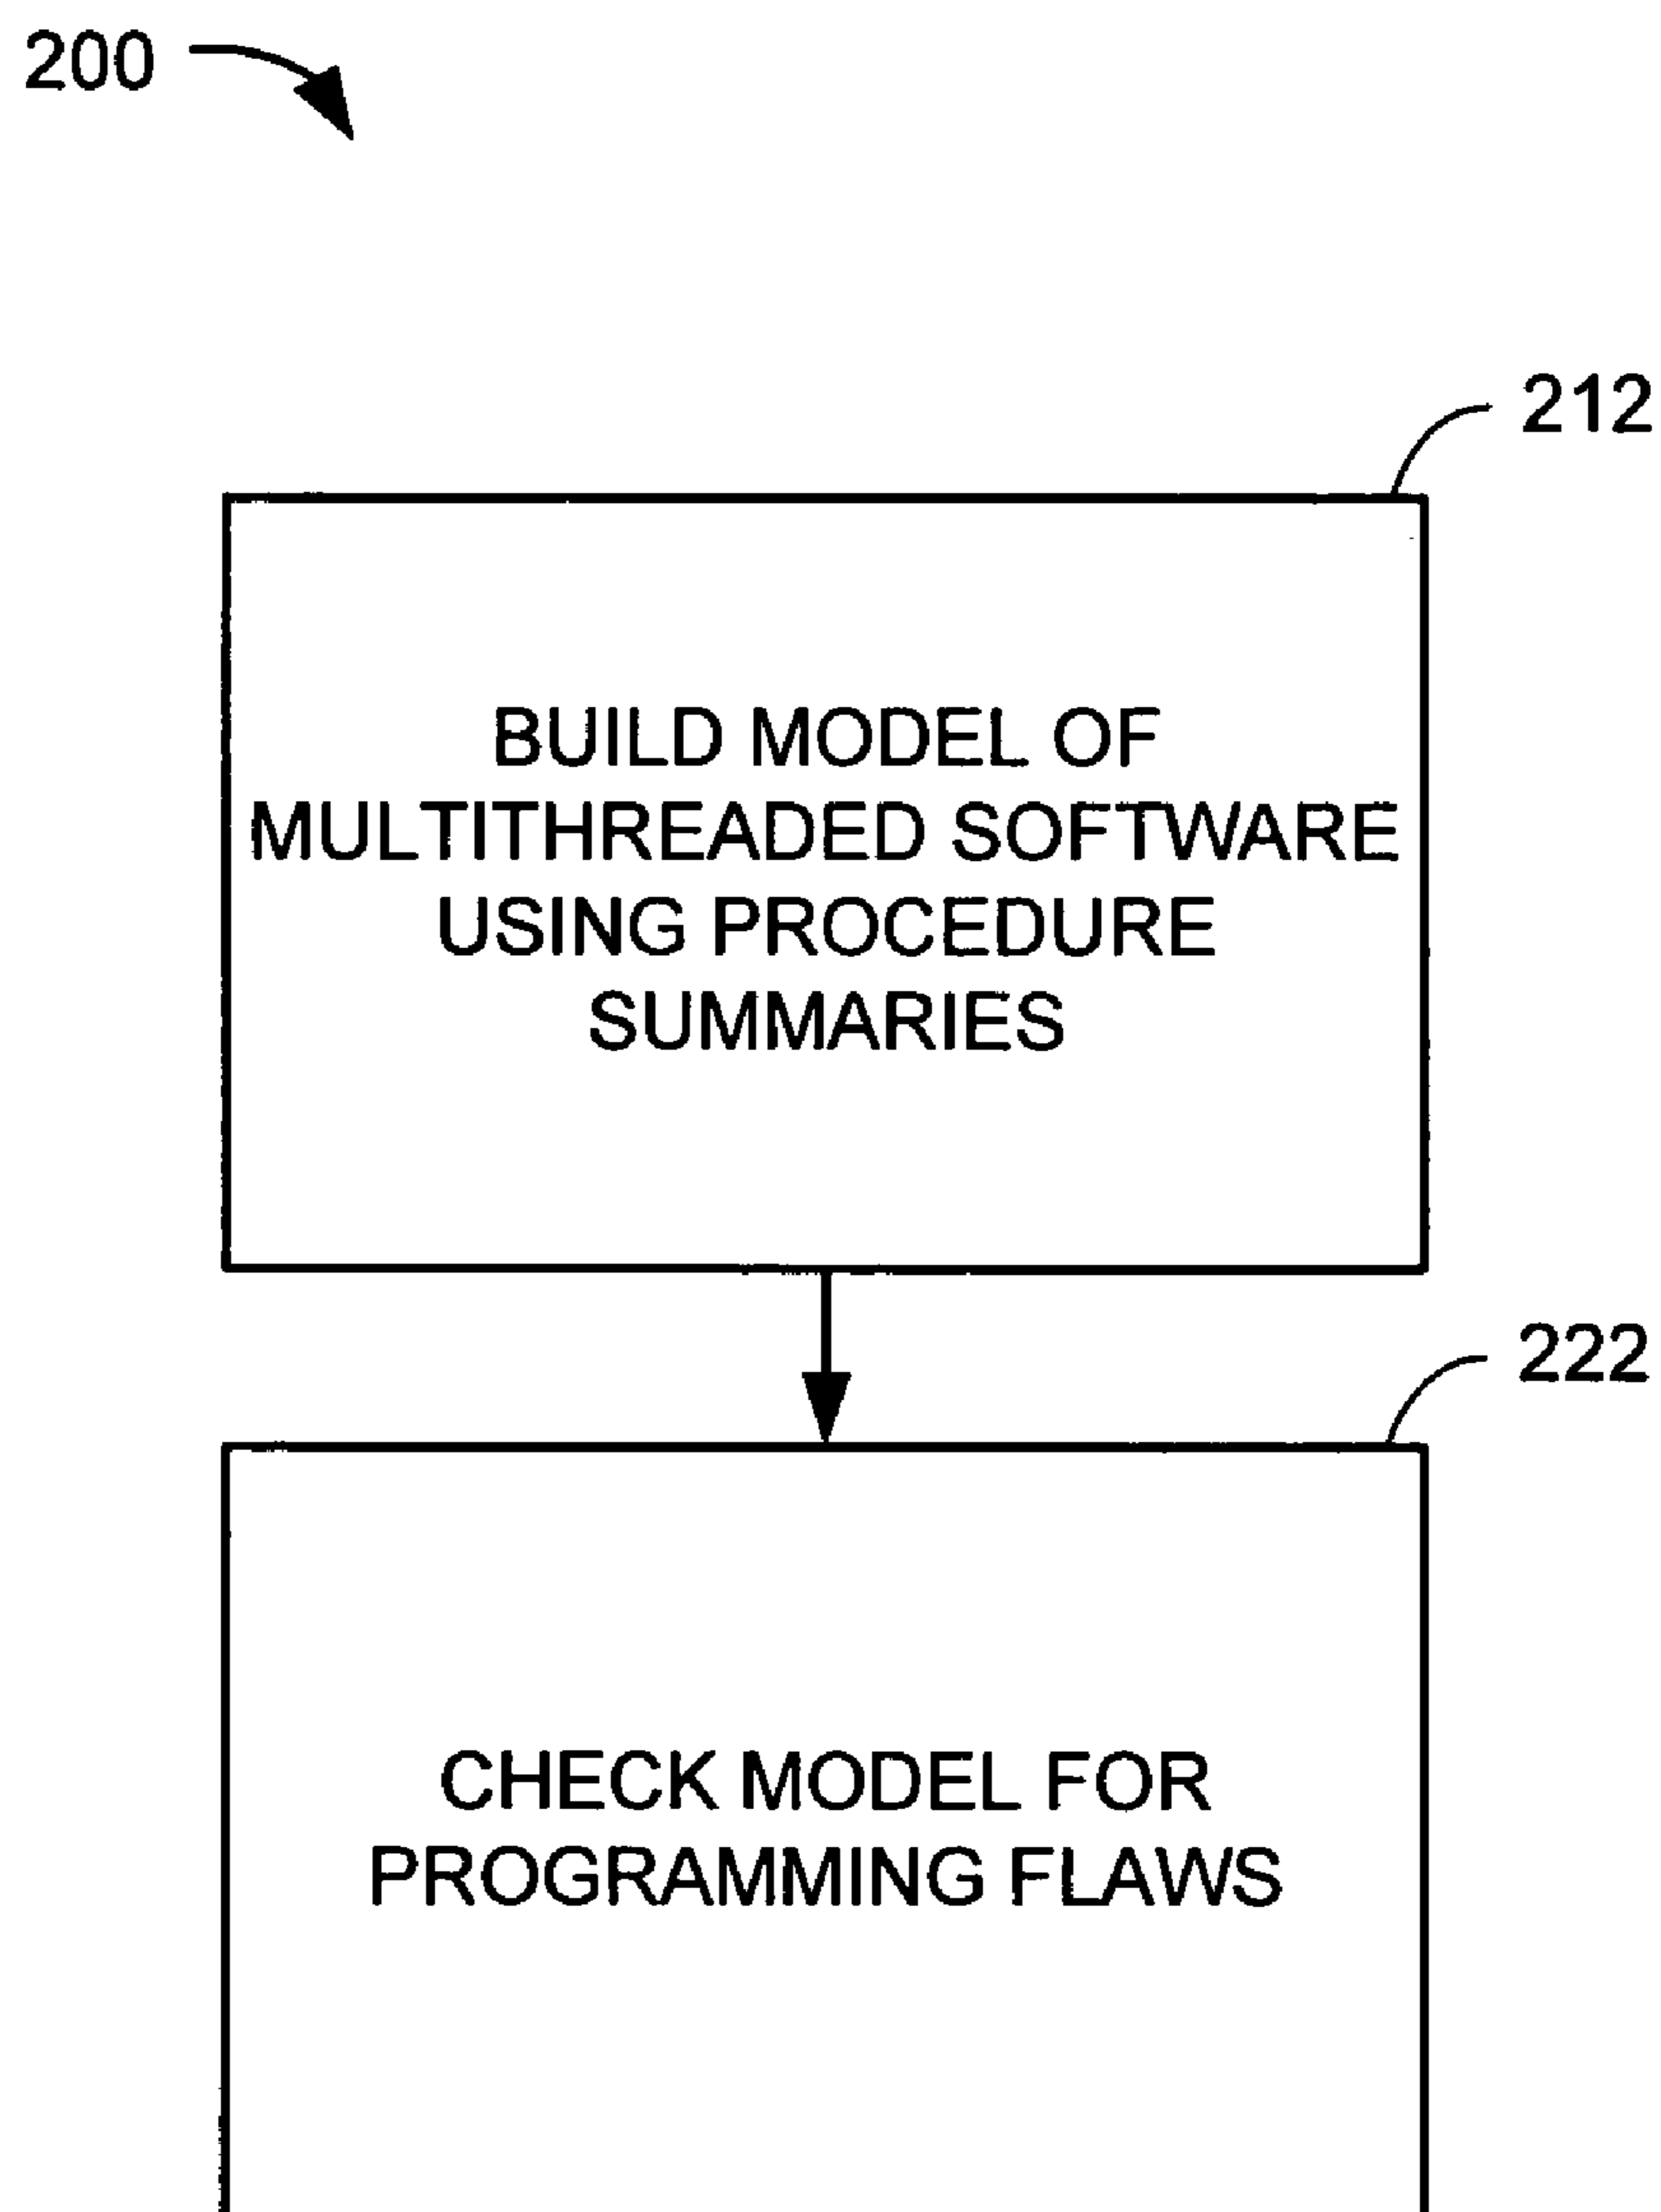 200
212
BUILD MODEL OF
MULTITHREADED SOFTWARE
USING PROCEDURE
SUMMARIES
222
CHECK MODEL FOR
PROGRAMMING FLAWS